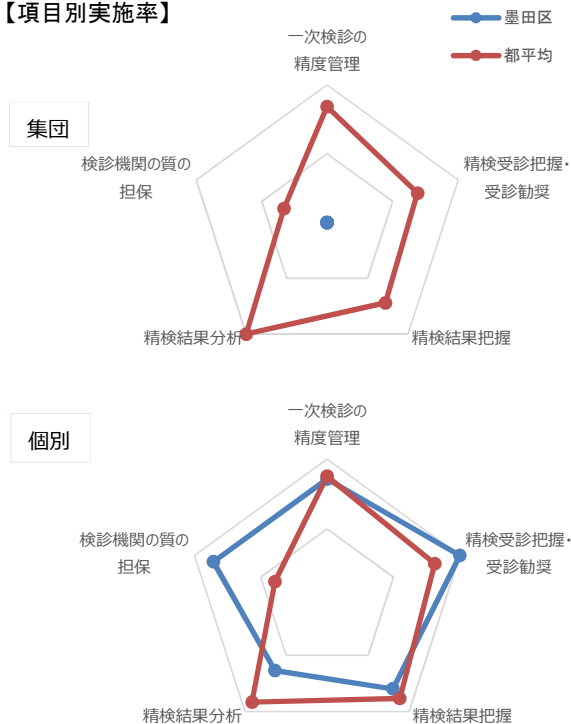 【項目別実施率】
墨田区
都平均
集団
一次検診の
精度管理
精検受診把握・
受診勧奨
精検結果把握
精検結果分析
検診機関の質の
担保
個別
一次検診の
精度管理
精検受診把握・
受診勧奨
精検結果把握
精検結果分析
検診機関の質の
担保